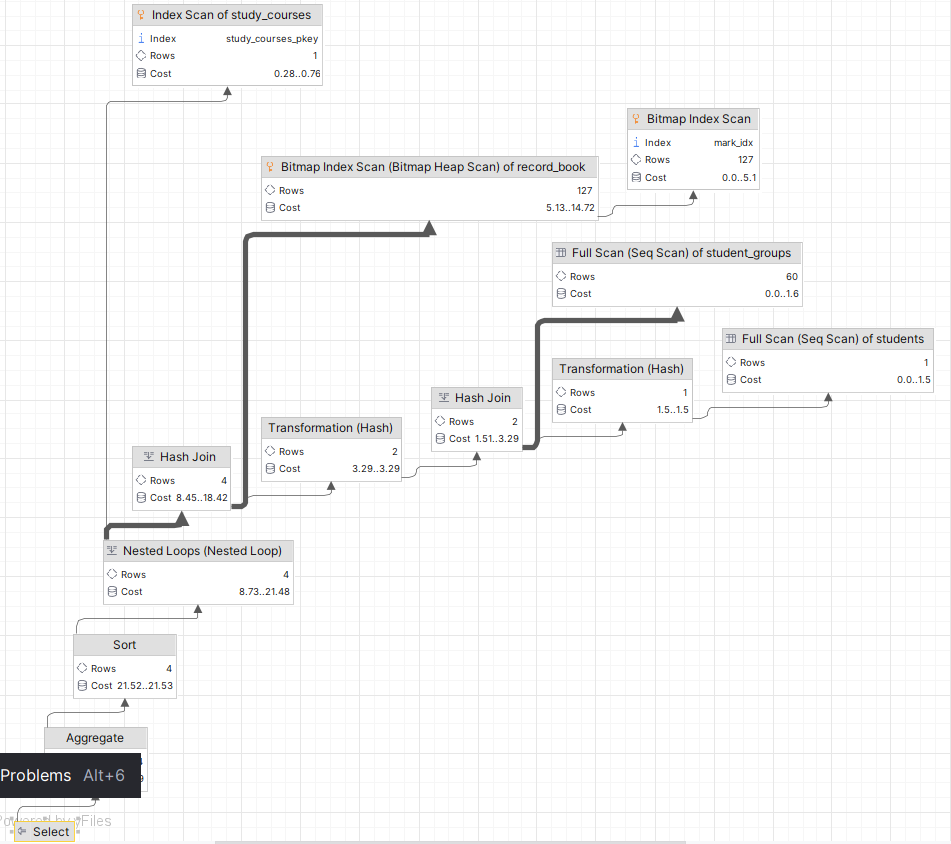 Index Scan of study_courses
Index study_courses_pkey
Rows 1
Cost 0.28..0.76
Bitmap Index Scan
Index mark_idx
Rows 127
Cost 0.0..5.1
Bitmap Index Scan (Bitmap Heap Scan) of record_book
Rows 127
Cost 5.13..14.72
Full Scan (Seq Scan) of student_groups
Rows 60
Cost 0.0..1.6
Full Scan (Seq Scan) of students
Rows 1
Cost 0.0..1.5
Transformation (Hash)
Rows 1
Cost 1.5..1.5
Hash Join
Rows 2
Cost 1.51..3.29
Transformation (Hash)
Rows 2
Cost 3.29..3.29
Hash Join
Rows 4
Cost 8.45..18.42
Nested Loops (Nested Loop)
Rows 4
Cost 8.73..21.48
Sort
Rows 4
Cost 21.52..21.53
Aggregate
Problems Alt+6
Powered by yFiles
Select